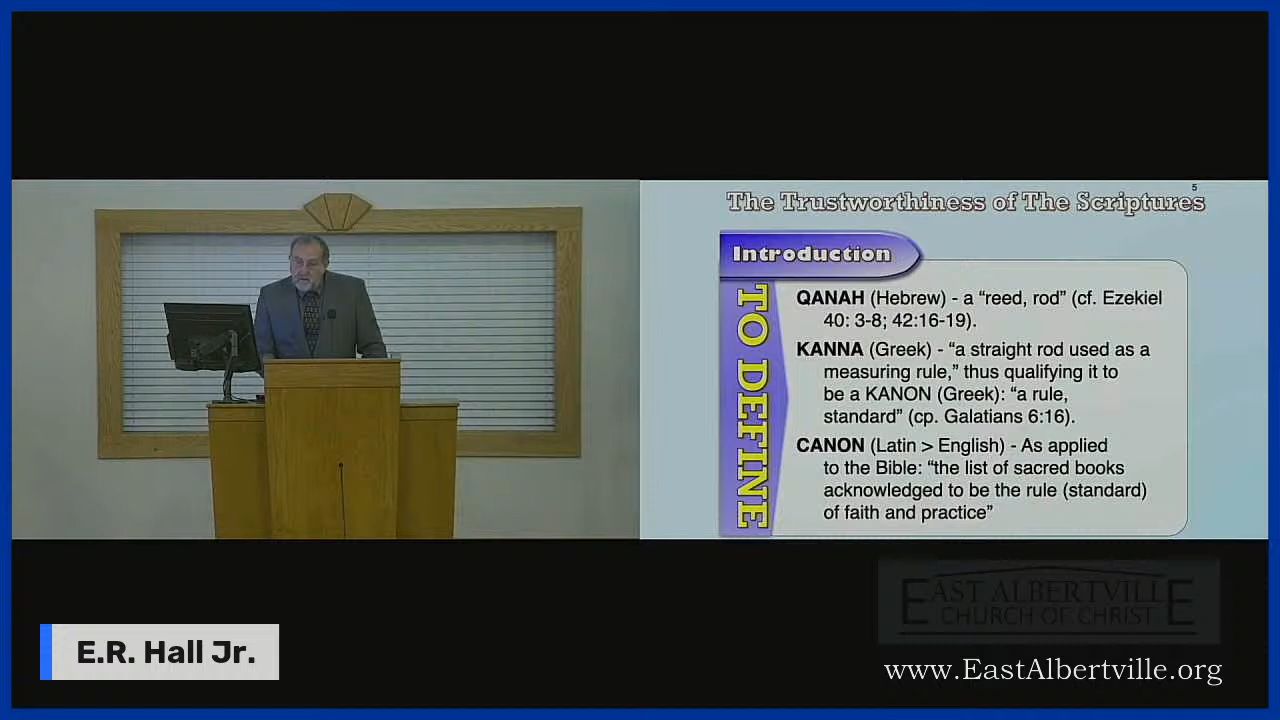 5
The Trustworthiness of The Scriptures
Introduction
TO DEFINE
QANAH (Hebrew) - a “reed, rod” (cf. Ezekiel
40: 3-8; 42:16-19).
KANNA (Greek) - “a straight rod used as a
measuring rule,” thus qualifying it to
be a KANON (Greek): “a rule,
standard” (cp. Galatians 6:16).
CANON (Latin > English) - As applied
to the Bible: “the list of sacred books
acknowledged to be the rule (standard)
of faith and practice”
EAST ALBERTVILLE
CHURCH OF CHRIST
E.R. Hall Jr.
www.EastAlbertville.org